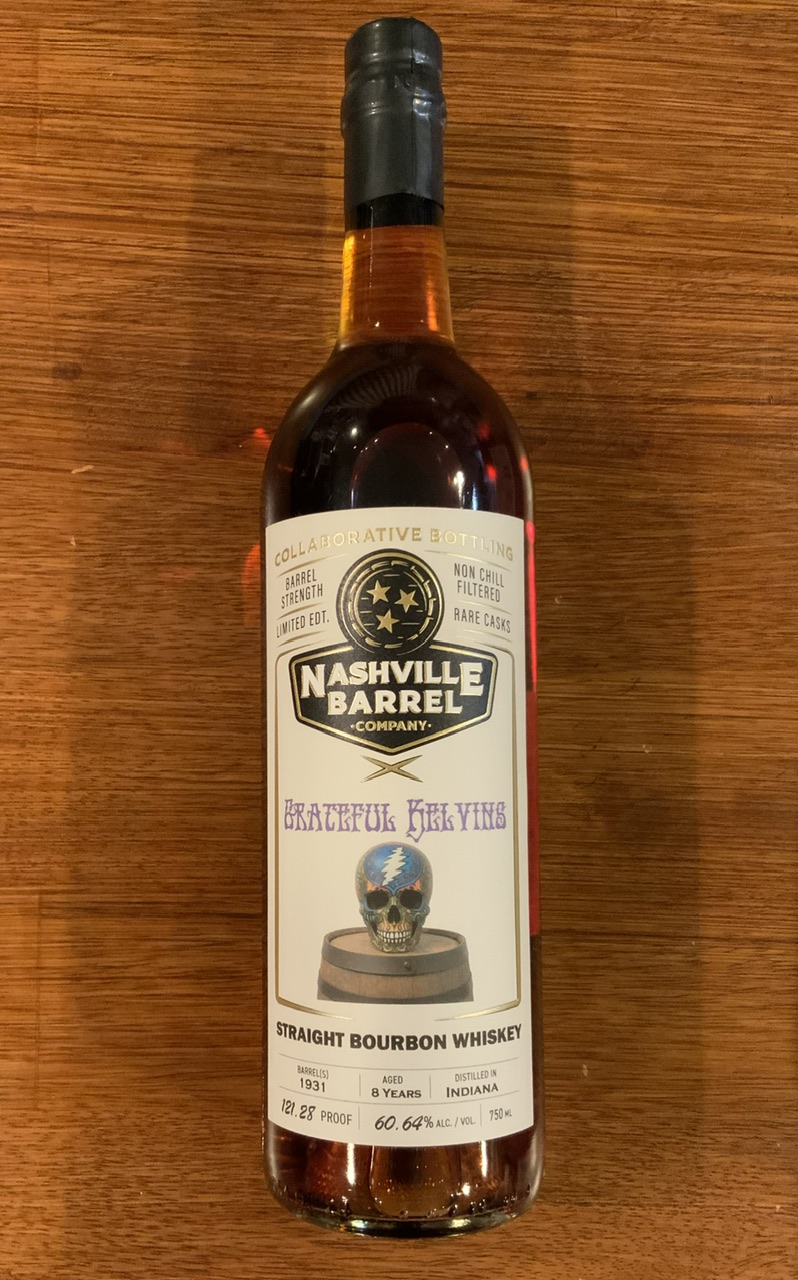 COLLABORATIVE BOTTLING
BARREL
STRENGTH
LIMITED EDT.
NON CHILL
FILTERED
RARE CASKS
NASHVILLE
BARREL
·COMPANY·
GRATEFUL KELVINS
STRAIGHT BOURBON WHISKEY
BARREL(S)
1931
AGED
8 YEARS
DISTILLED IN
INDIANA
121.28 PROOF
60.64% ALC. / VOL.
750 ML